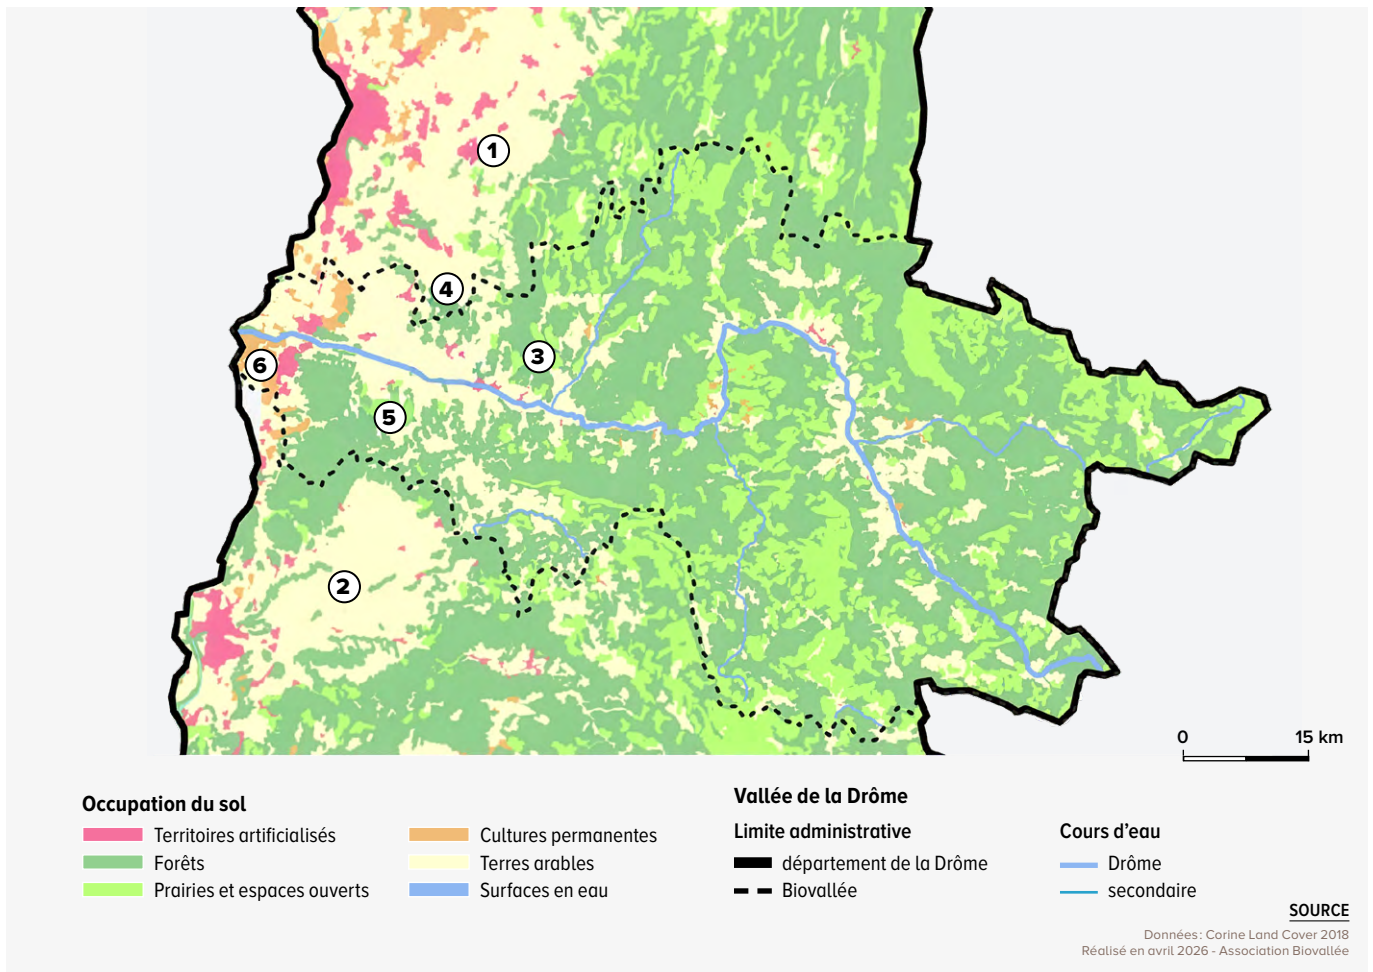 1
4
3
6
5
2
0 15 km
Occupation du sol
Territoires artificialisés
Forêts
Prairies et espaces ouverts
Cultures permanentes
Terres arables
Surfaces en eau
Vallée de la Drôme
Limite administrative
département de la Drôme
Biovallée
Cours d’eau
Drôme
secondaire
SOURCE
Données : Corine Land Cover 2018
Réalisé en avril 2026 - Association Biovallée